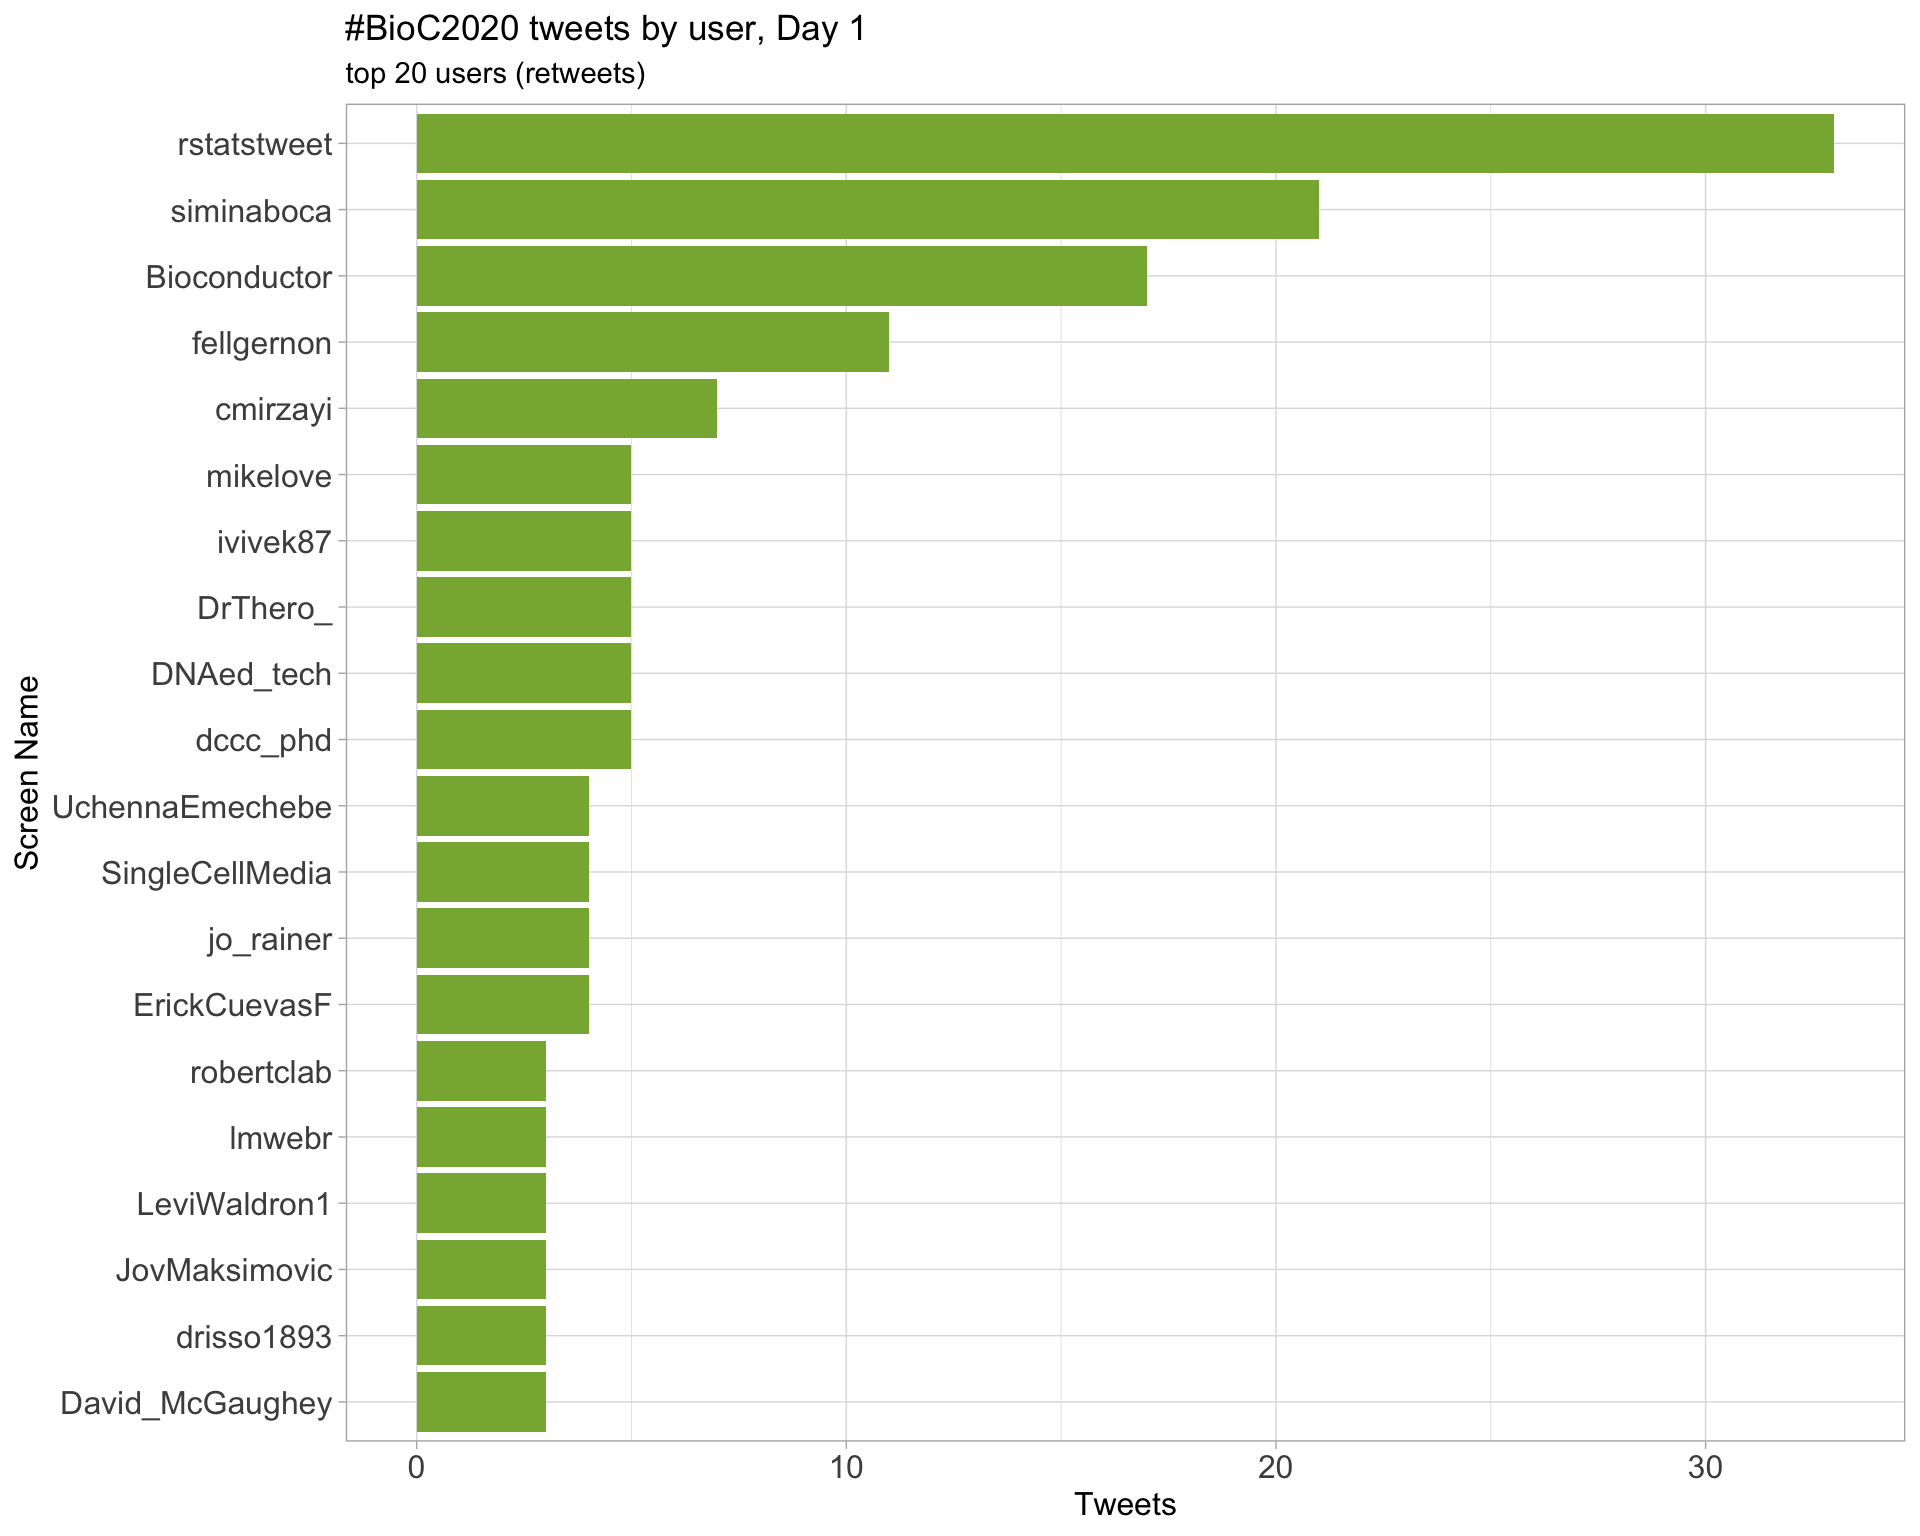 #BioC2020 tweets by user, Day 1
top 20 users (retweets)
Screen Name
rstatstweet
siminaboca
Bioconductor
fellgernon
cmirzayi
mikelove
ivivek87
DrThero_
DNAed_tech
dccc_phd
UchennaEmechebe
SingleCellMedia
jo_rainer
ErickCuevasF
robertclab
lmwebr
LeviWaldron1
JovMaksimovic
drisso1893
David_McGaughey
0 10 20 30
Tweets